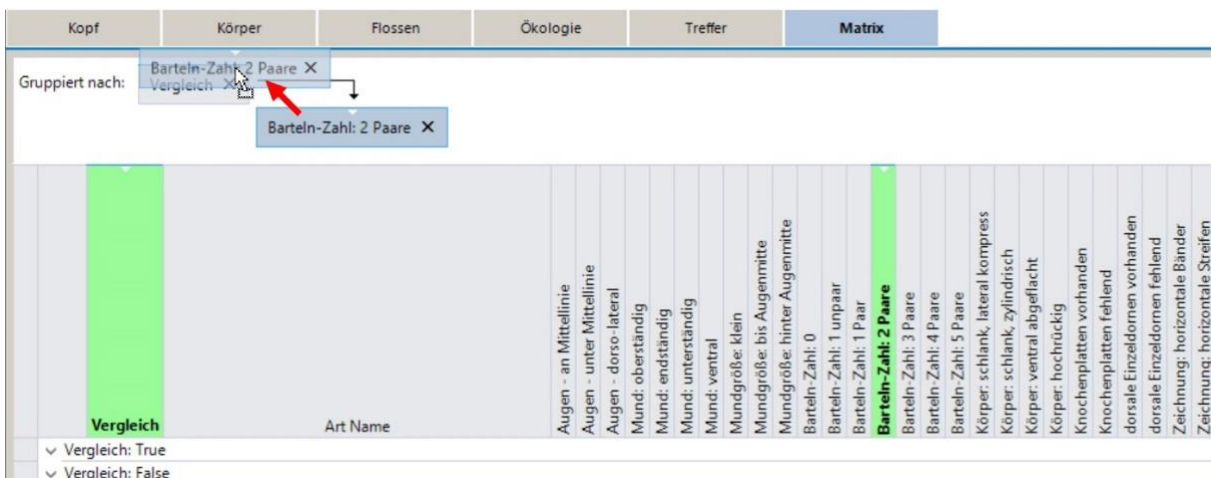 Kopf
Körper
Flossen
Ökologie
Treffer
Matrix
Barteln-Zahl: 2 Paare ✕
Gruppiert nach:
Vergleich ✕
Barteln-Zahl: 2 Paare ✕
Vergleich
Art Name
Augen - an Mittellinie
Augen - unter Mittellinie
Augen - dorso-lateral
Mund: oberständig
Mund: endständig
Mund: unterständig
Mund: ventral
Mundgröße: klein
Mundgröße: bis Augenmitte
Mundgröße: hinter Augenmitte
Barteln-Zahl: 0
Barteln-Zahl: 1 unpaar
Barteln-Zahl: 1 Paar
Barteln-Zahl: 2 Paare
Barteln-Zahl: 3 Paare
Barteln-Zahl: 4 Paare
Barteln-Zahl: 5 Paare
Körper: schlank, lateral kompress
Körper: schlank, zylindrisch
Körper: ventral abgeflacht
Körper: hochrückig
Knochenplatten vorhanden
Knochenplatten fehlend
dorsale Einzeldornen vorhanden
dorsale Einzeldornen fehlend
Zeichnung: horizontale Bänder
Zeichnung: horizontale Streifen
Vergleich: True
Vergleich: False